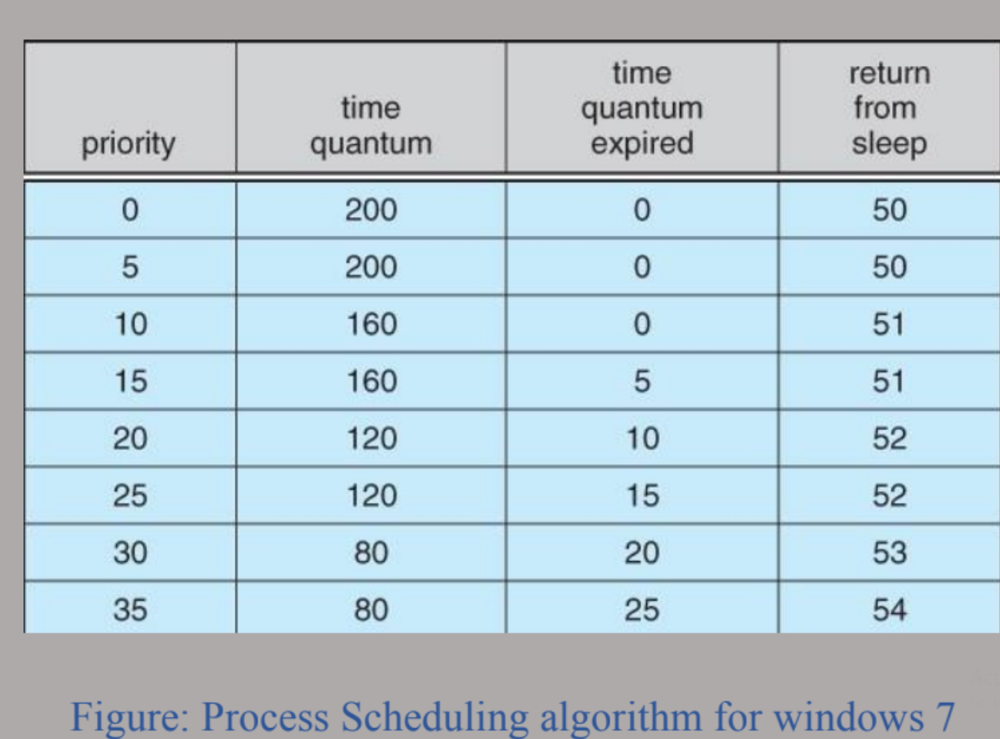 priority time quantum time quantum expired return from sleep
0 200 0 50
5 200 0 50
10 160 0 51
15 160 5 51
20 120 10 52
25 120 15 52
30 80 20 53
35 80 25 54
Figure: Process Scheduling algorithm for windows 7